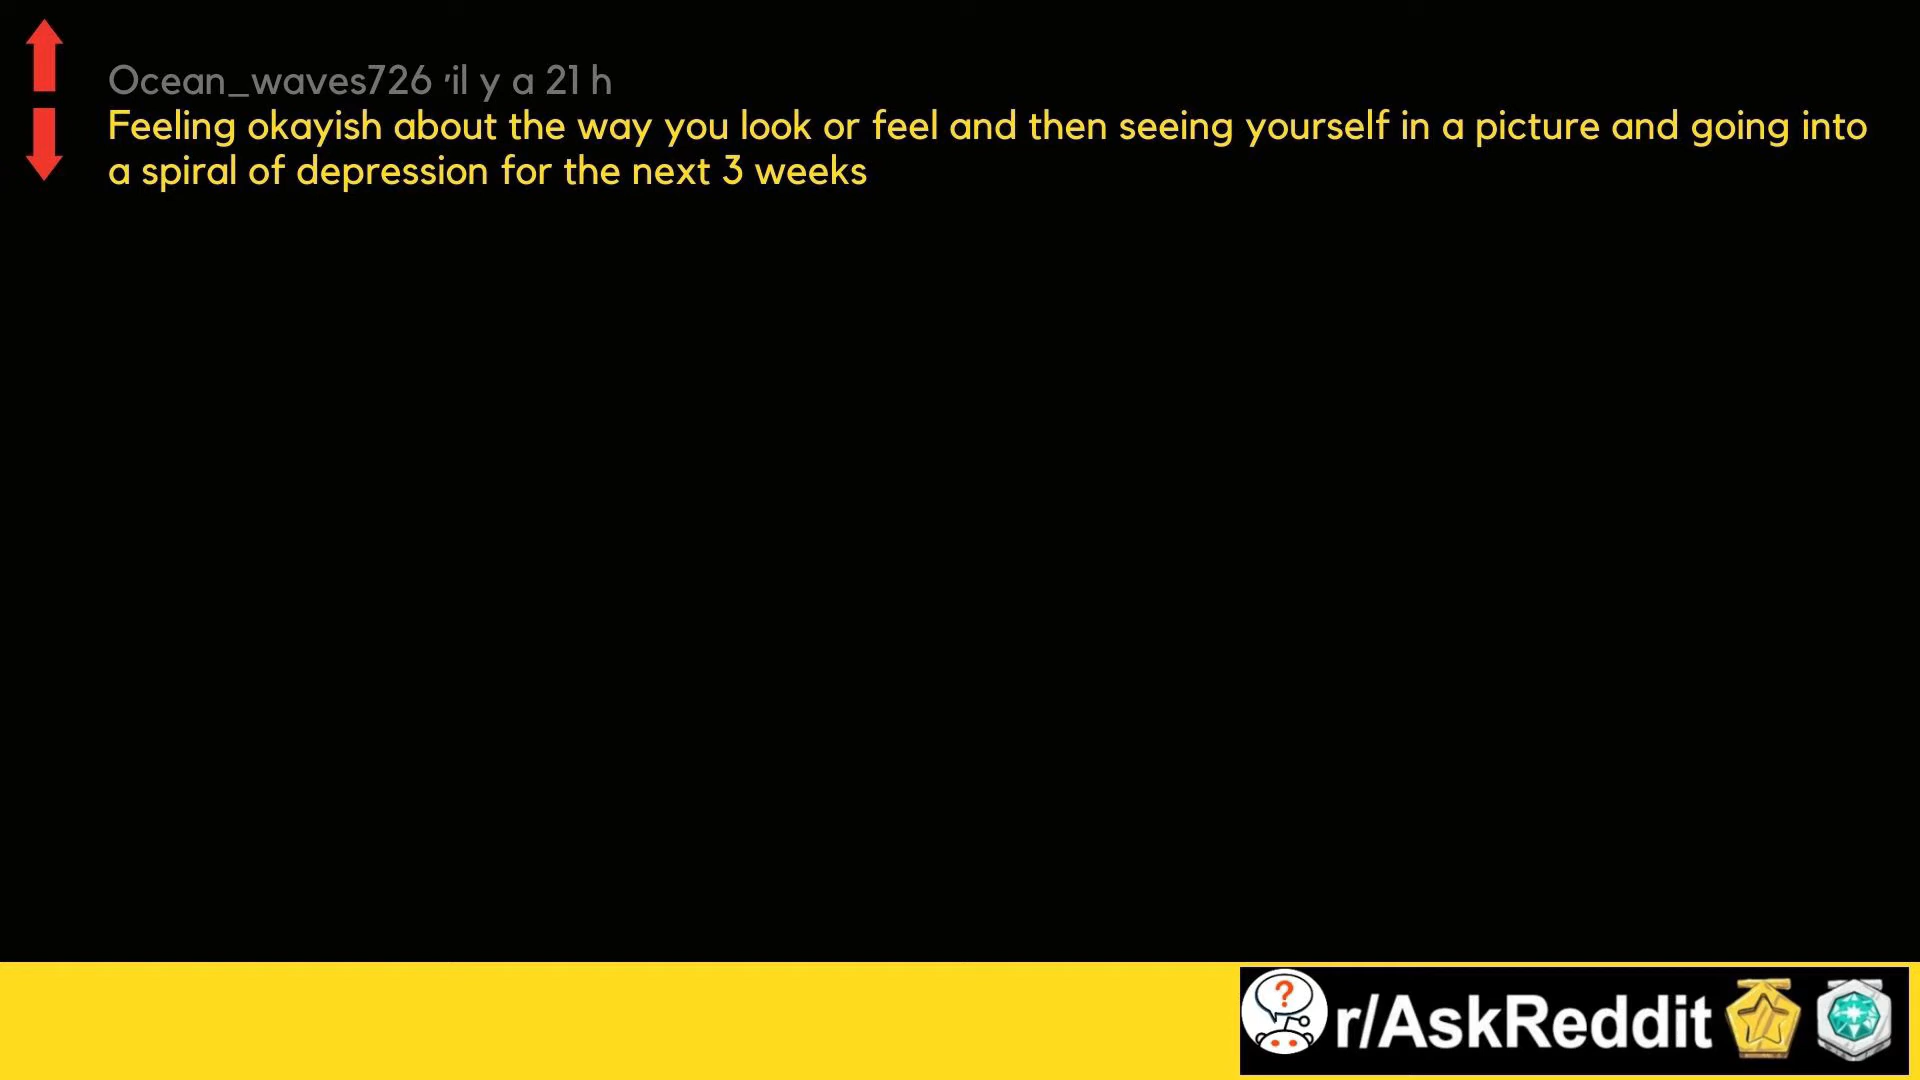 Ocean_waves726 ·il y a 21 h
Feeling okayish about the way you look or feel and then seeing yourself in a picture and going into
a spiral of depression for the next 3 weeks
?
r/AskReddit